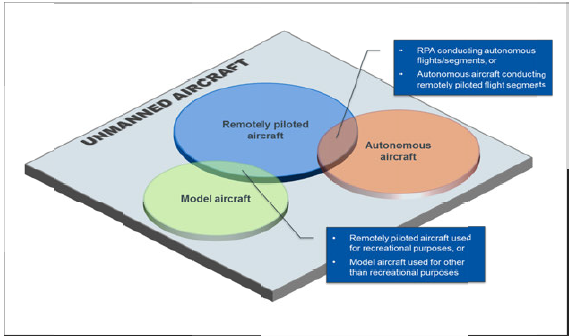 UNMANNED AIRCRAFT
• RPA conducting autonomous
flights/segments, or
• Autonomous aircraft conducting
remotely piloted flight segments
Remotely piloted
aircraft
Autonomous
aircraft
Model aircraft
• Remotely piloted aircraft used
for recreational purposes, or
• Model aircraft used for other
than recreational purposes